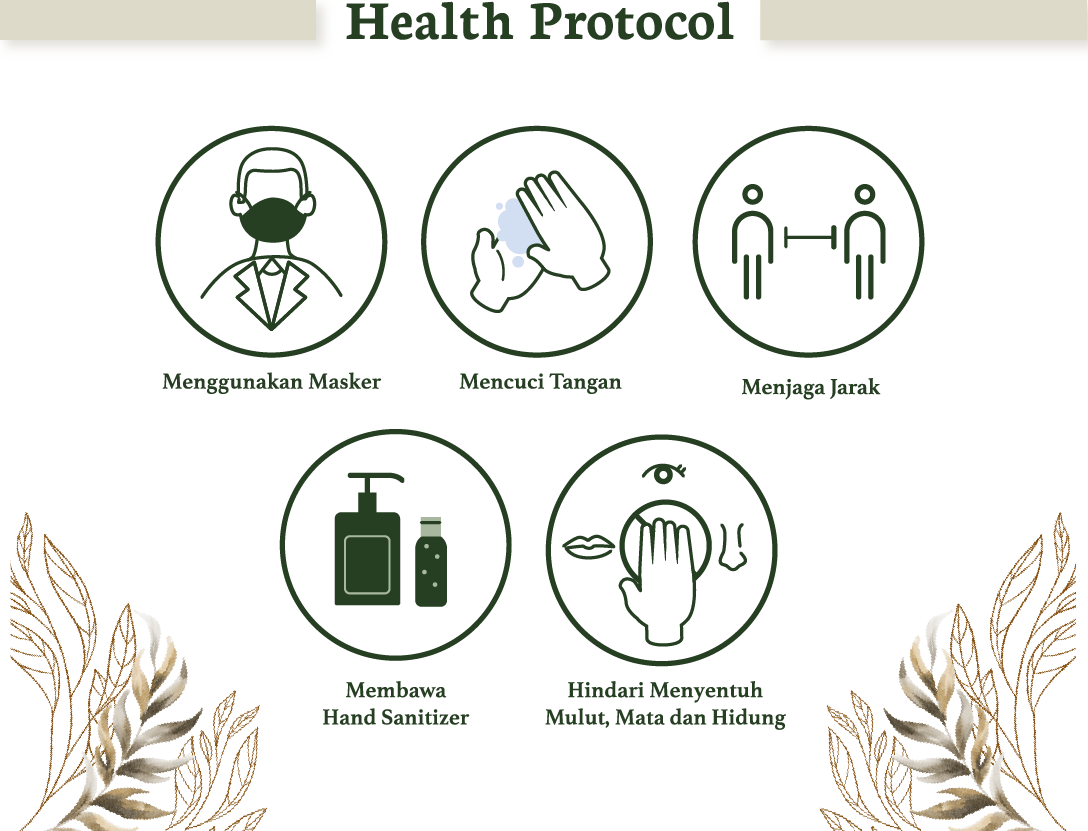 Health Protocol
Menggunakan Masker
Mencuci Tangan
Menjaga Jarak
Membawa
Hand Sanitizer
Hindari Menyentuh
Mulut, Mata dan Hidung